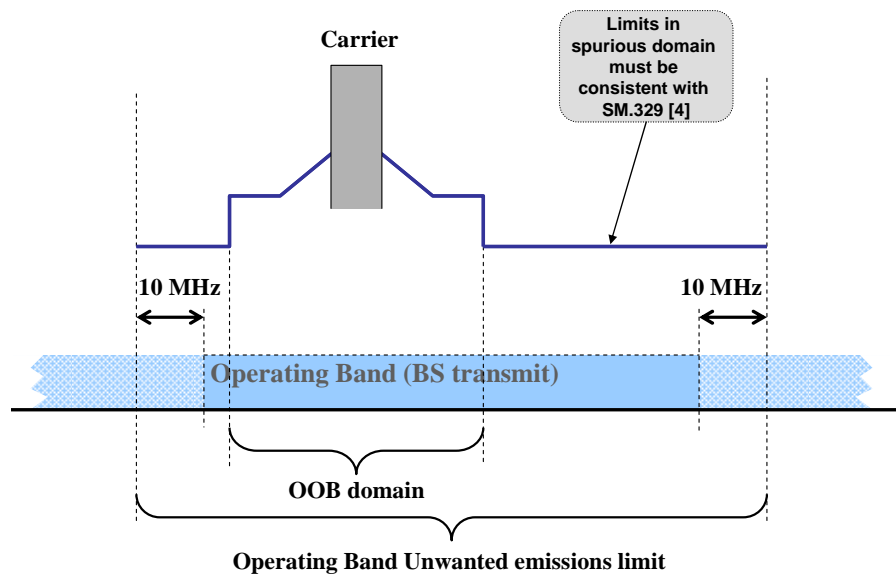 Carrier
Limits in
spurious domain
must be
consistent with
SM.329 [4]
10 MHz
10 MHz
Operating Band (BS transmit)
OOB domain
Operating Band Unwanted emissions limit